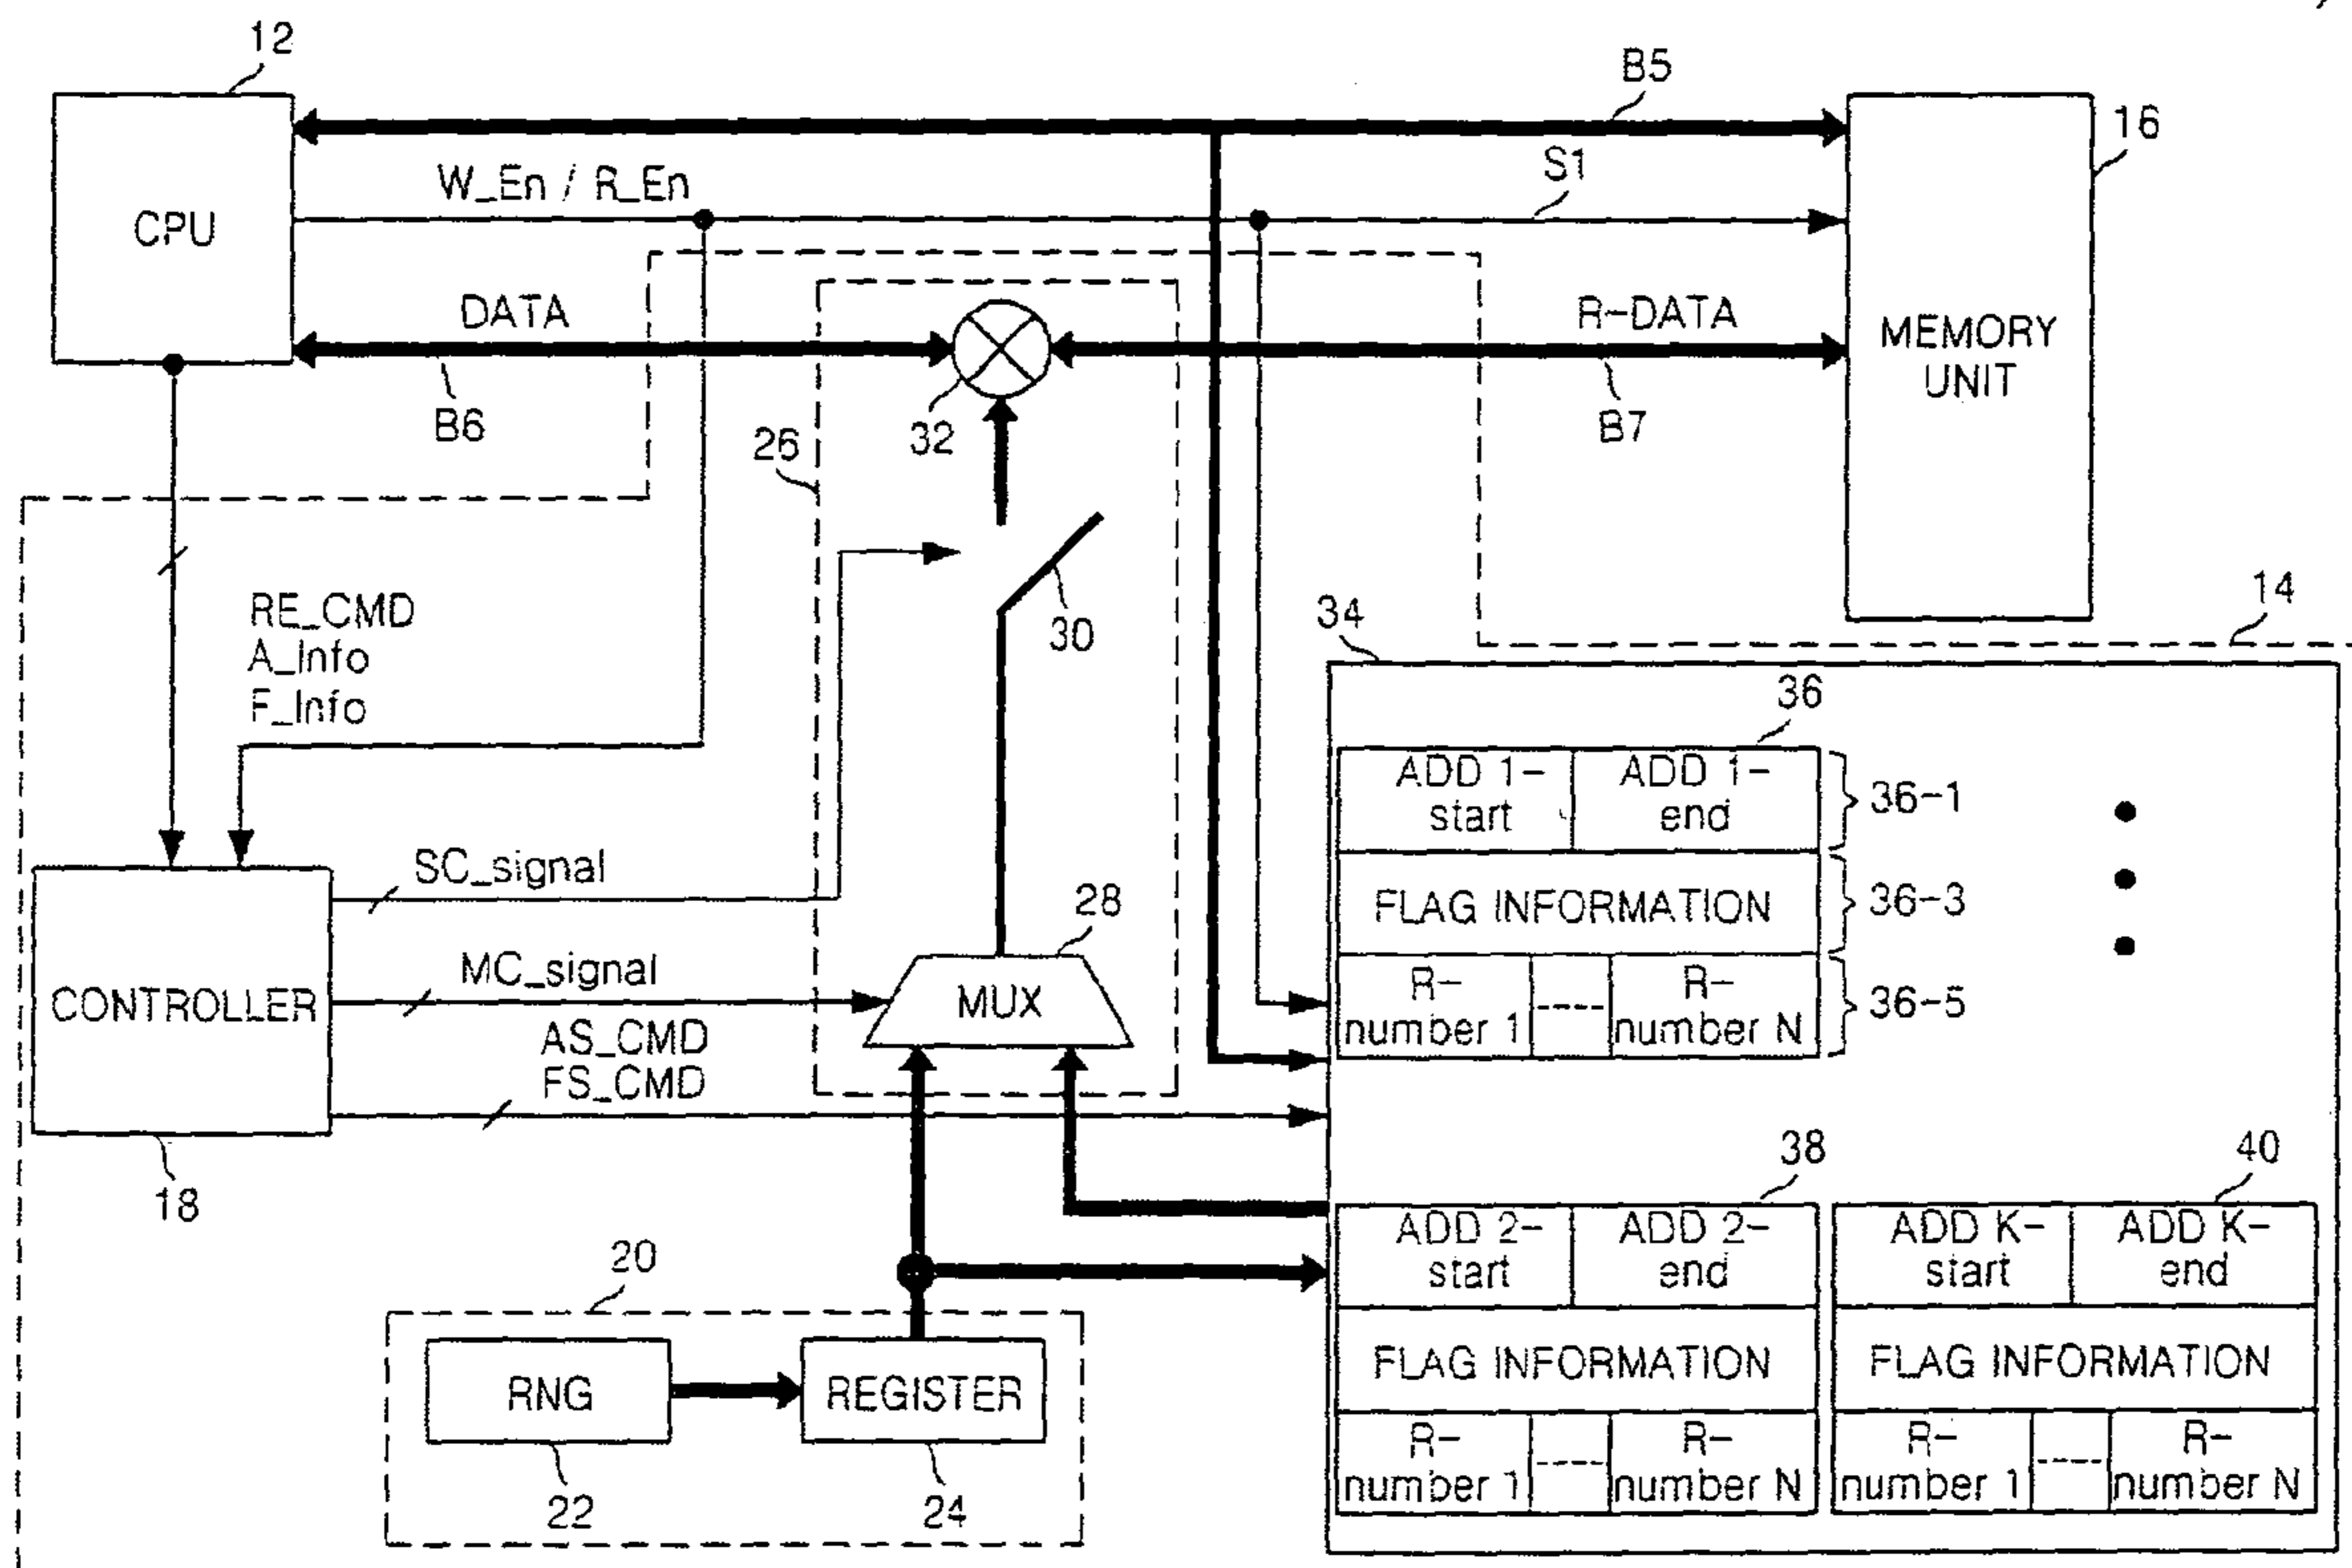 12
B5
16
W_En / R_En
S1
CPU
DATA
R-DATA
MEMORY
UNIT
B6
32
B7
26
14
34
30
RE_CMD
A_Info
F_Info
36
ADD 1-
start
ADD 1-
end
36-1
SC_signal
28
FLAG INFORMATION
36-3
MC_signal
CONTROLLER
MUX
R-
number 1
R-
number N
36-5
AS_CMD
FS_CMD
18
38
40
ADD 2-
start
ADD 2-
end
ADD K-
start
ADD K-
end
20
FLAG INFORMATION
FLAG INFORMATION
RNG
REGISTER
R-
number 1
R-
number N
R-
number 1
R-
number N
22
24